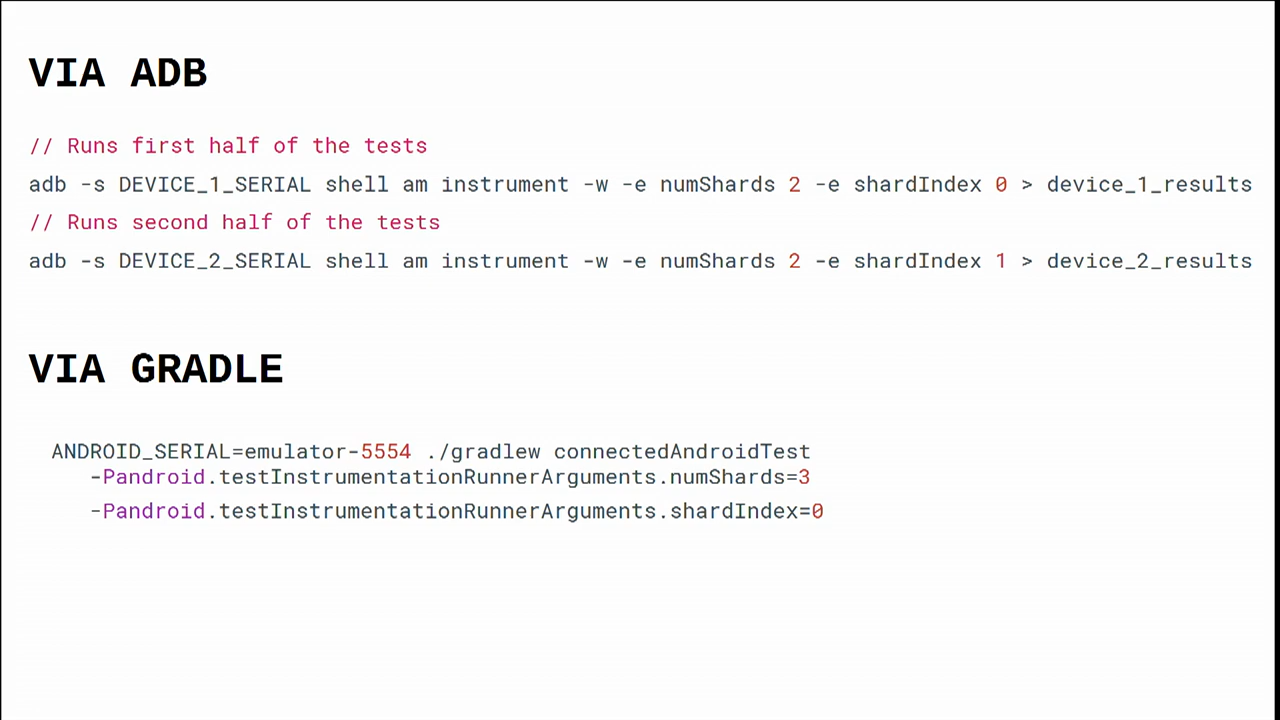 VIA ADB
// Runs first half of the tests
adb -s DEVICE_1_SERIAL shell am instrument -w -e numShards 2 -e shardIndex 0 > device_1_results
// Runs second half of the tests
adb -s DEVICE_2_SERIAL shell am instrument -w -e numShards 2 -e shardIndex 1 > device_2_results
VIA GRADLE
ANDROID_SERIAL=emulator-5554 ./gradlew connectedAndroidTest
-Pandroid.testInstrumentationRunnerArguments.numShards=3
-Pandroid.testInstrumentationRunnerArguments.shardIndex=0